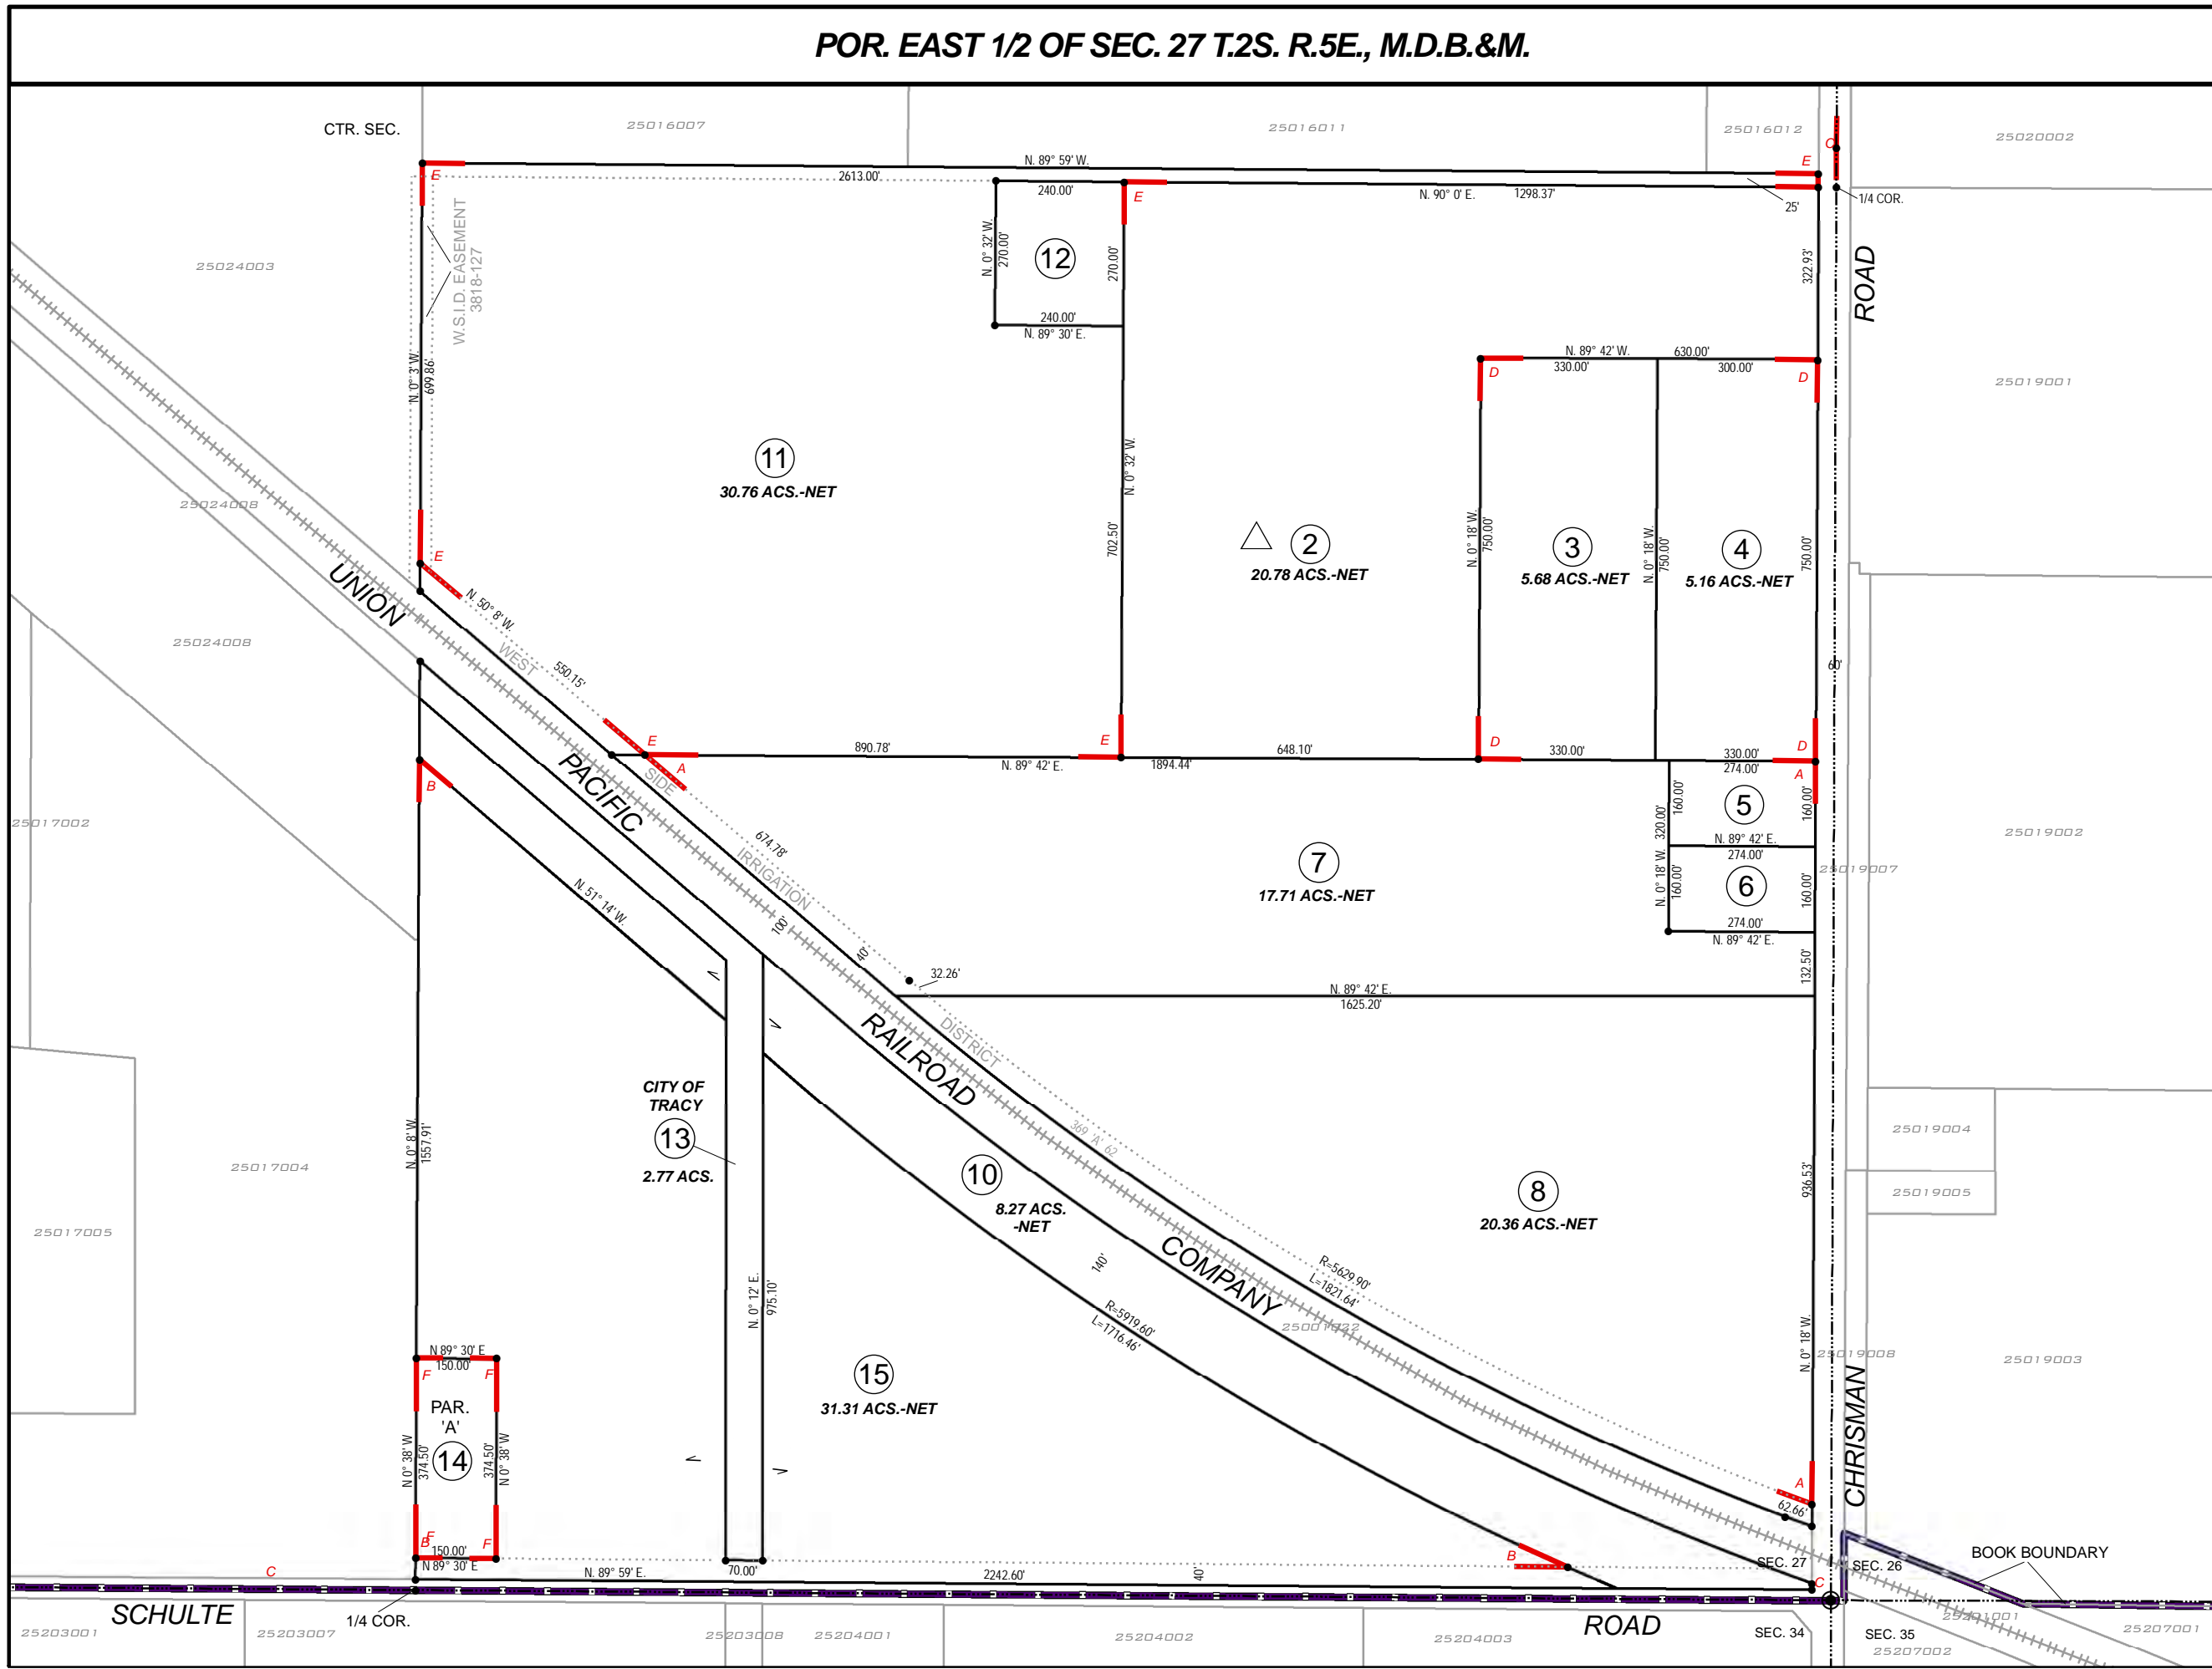 POR. EAST 1/2 OF SEC. 27 T.2S. R.5E., M.D.B.&M.
CTR. SEC.
25016007
25016011
25016012
25020002
C
E
E
N. 89° 59' W.
2613.00'
240.00'
E
N. 90° 0' E.
1298.37'
25'
1/4 COR.
W.S.I.D. EASEMENT
3818-127
25024003
N. 0° 32' W.
270.00'
12
270.00'
322.93'
ROAD
240.00'
N. 89° 30' E.
N. 0° 3' W.
699.86'
N. 89° 42' W.
630.00'
330.00'
300.00'
D
D
25019001
11
30.76 ACS.-NET
N. 0° 32' W.
702.50'
25024008
2
20.78 ACS.-NET
N. 0° 18' W.
750.00'
3
5.68 ACS.-NET
N. 0° 18' W.
750.00'
4
5.16 ACS.-NET
750.00'
E
UNION
N. 50° 8' W.
WEST
550.15'
25024008
60'
E
A
890.78'
N. 89° 42' E.
E
1894.44'
648.10'
D
330.00'
330.00'
274.00'
D
A
SIDE
PACIFIC
B
25017002
674.78'
IRRIGATION
7
17.71 ACS.-NET
N. 0° 18' W.
320.00'
160.00'
160.00'
5
160.00'
N. 89° 42' E.
274.00'
6
160.00'
274.00'
N. 89° 42' E.
25019002
25019007
N. 51° 14' W.
100'
40'
32.26'
132.50'
N. 89° 42' E.
1625.20'
RAILROAD
DISTRICT
CITY OF
TRACY
13
2.77 ACS.
369 'A' 62
N. 0° 8' W.
1557.91'
25017004
25017005
10
8.27 ACS.
-NET
8
20.36 ACS.-NET
936.53'
25019004
25019005
COMPANY
140'
N. 0° 12' E.
975.10'
R=5629.90'
L=1821.64'
R=5919.60'
L=1716.46'
25001022
N. 0° 18' W.
25019008
25019003
N 89° 30' E
150.00'
F
F
15
31.31 ACS.-NET
PAR.
'A'
14
N 0° 38' W
374.50'
374.50'
N 0° 38' W
CHRISMAN
A
62.66'
B
F
F
150.00'
N 89° 30' E
C
N. 89° 59' E.
70.00'
2242.60'
40'
B
SEC. 27
SEC. 26
C
BOOK BOUNDARY
SCHULTE
1/4 COR.
ROAD
SEC. 34
SEC. 35
25203001
25203007
25203008
25204001
25204002
25204003
25201001
25207001
25207002